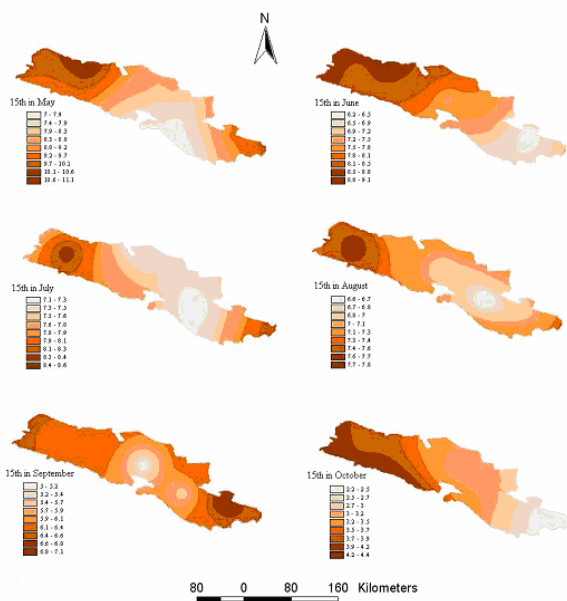 N
15th in May
7 - 7.4
7.4 - 7.9
7.9 - 8.3
8.3 - 8.8
8.8 - 9.2
9.2 - 9.7
9.7 - 10.1
10.1 - 10.6
10.6 - 11.1
15th in June
6.2 - 6.5
6.5 - 6.9
6.9 - 7.2
7.2 - 7.5
7.5 - 7.8
7.8 - 8.1
8.1 - 8.5
8.5 - 8.8
8.8 - 9.1
15th in July
7.1 - 7.3
7.3 - 7.5
7.5 - 7.6
7.6 - 7.8
7.8 - 7.9
7.9 - 8.1
8.1 - 8.3
8.3 - 8.4
8.4 - 8.6
15th in August
6.6 - 6.7
6.7 - 6.8
6.8 - 7
7 - 7.1
7.1 - 7.3
7.3 - 7.4
7.4 - 7.6
7.6 - 7.7
7.7 - 7.8
15th in September
5 - 5.2
5.2 - 5.4
5.4 - 5.7
5.7 - 5.9
5.9 - 6.1
6.1 - 6.4
6.4 - 6.6
6.6 - 6.8
6.8 - 7.1
15th in October
2.2 - 2.5
2.5 - 2.7
2.7 - 3
3 - 3.2
3.2 - 3.5
3.5 - 3.7
3.7 - 3.9
3.9 - 4.2
4.2 - 4.4
80 0 80 160 Kilometers